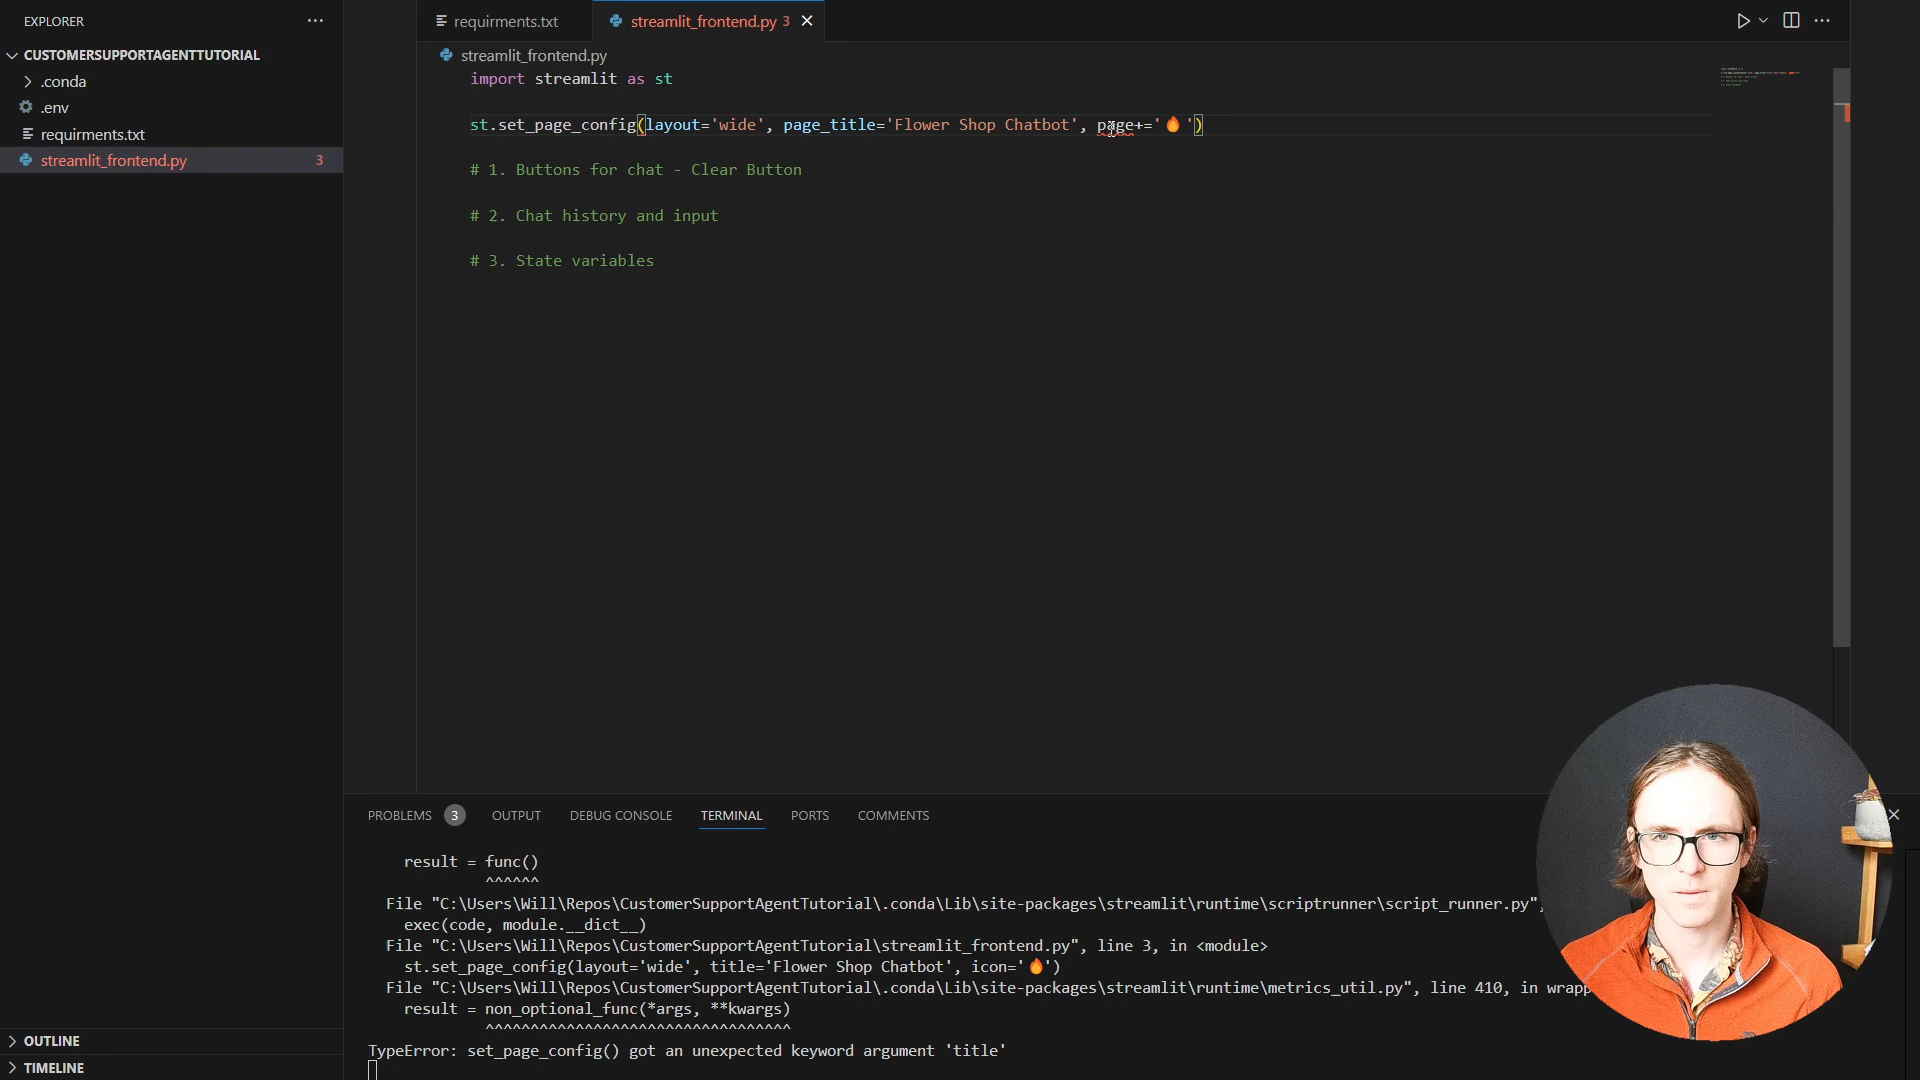 EXPLORER
CUSTOMERSUPPORTAGENTTUTORIAL
.conda
.env
requirments.txt
streamlit_frontend.py 3
OUTLINE
TIMELINE
requirments.txt
streamlit_frontend.py 3
streamlit_frontend.py
import streamlit as st
st.set_page_config(layout='wide', page_title='Flower Shop Chatbot', page+='🔥 ')
# 1. Buttons for chat - Clear Button
# 2. Chat history and input
# 3. State variables
PROBLEMS 3 OUTPUT DEBUG CONSOLE TERMINAL PORTS COMMENTS
result = func()
^^^^^^
File "C:\Users\Will\Repos\CustomerSupportAgentTutorial\.conda\Lib\site-packages\streamlit\runtime\scriptrunner\script_runner.py",
exec(code, module.__dict__)
File "C:\Users\Will\Repos\CustomerSupportAgentTutorial\streamlit_frontend.py", line 3, in <module>
st.set_page_config(layout='wide', title='Flower Shop Chatbot', icon='🔥')
File "C:\Users\Will\Repos\CustomerSupportAgentTutorial\.conda\Lib\site-packages\streamlit\runtime\metrics_util.py", line 410, in wrapp
result = non_optional_func(*args, **kwargs)
^^^^^^^^^^^^^^^^^^^^^^^^^^^^^^^^^^
TypeError: set_page_config() got an unexpected keyword argument 'title'